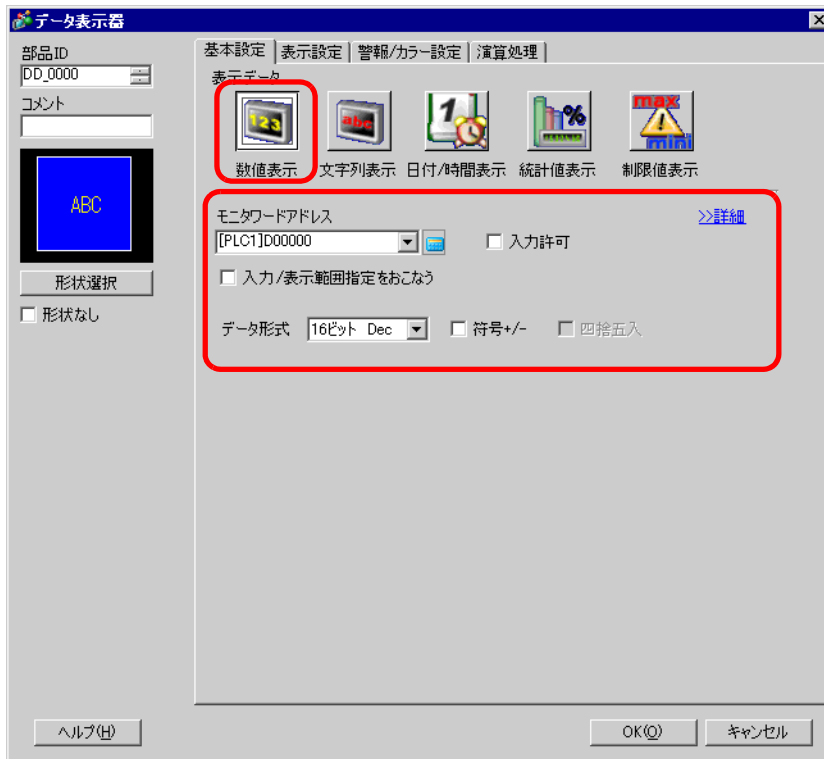 データ表示器
部品ID
DD_0000
コメント
ABC
形状選択
形状なし
基本設定 表示設定 警報/カラー設定 演算処理
表示データ
123 abc 1 % max mini
数値表示 文字列表示 日付/時間表示 統計値表示 制限値表示
モニタワードアドレス >>詳細
[PLC1]D00000 入力許可
入力/表示範囲指定をおこなう
データ形式 16ビット Dec 符号+/- 四捨五入
ヘルプ(H) OK(O) キャンセル